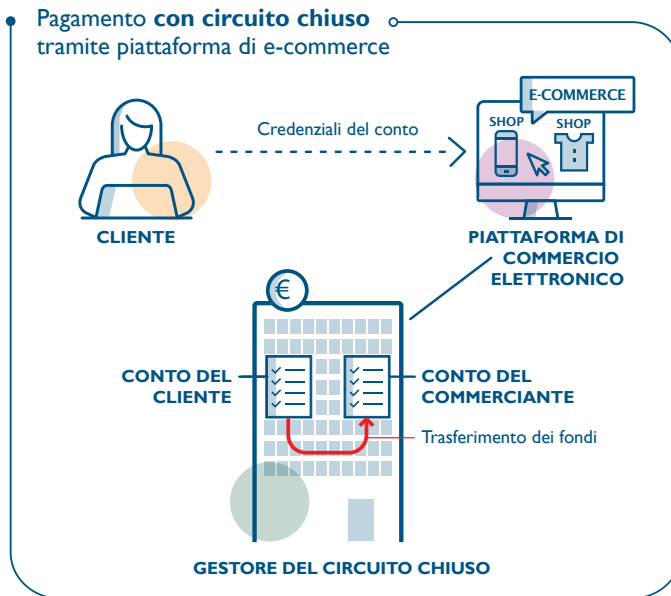 Pagamento con circuito chiuso
tramite piattaforma di e-commerce
E-COMMERCE
SHOP
SHOP
Credenziali del conto
CLIENTE
PIATTAFORMA DI
COMMERCIO
ELETTRONICO
€
CONTO DEL
CLIENTE
CONTO DEL
COMMERCIANTE
Trasferimento dei fondi
GESTORE DEL CIRCUITO CHIUSO